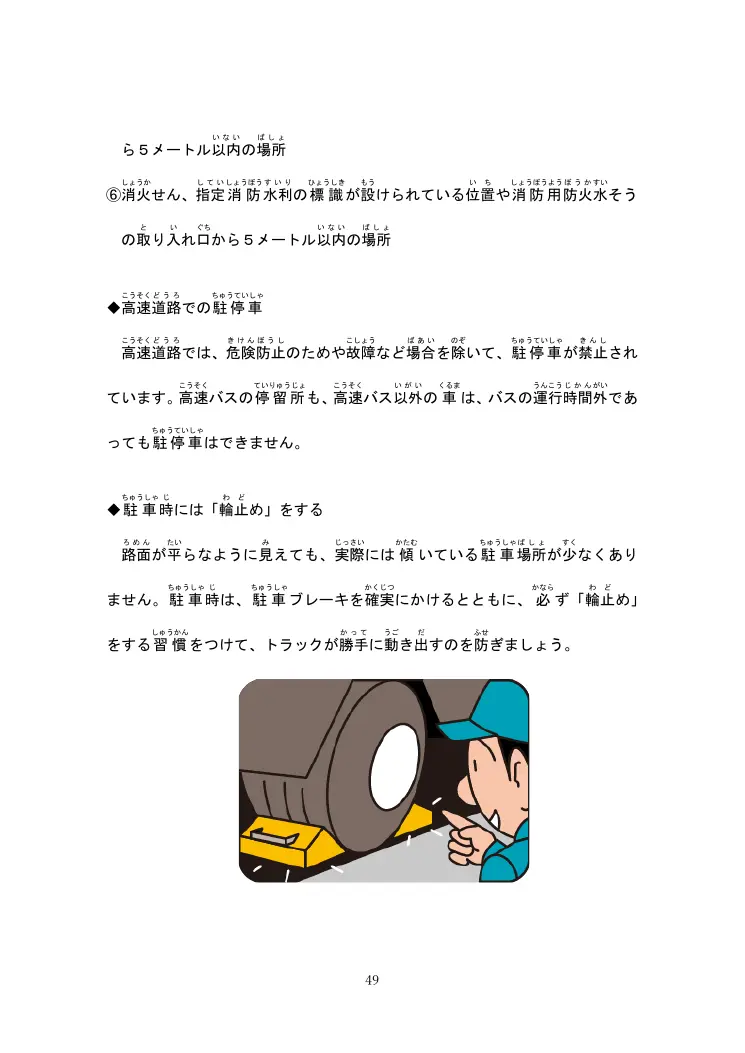 ら５メートル以内の場所
⑥消火せん、指定消防水利の標識が設けられている位置や消防用防火水そう
の取り入れ口から５メートル以内の場所
◆高速道路での駐停車
高速道路では、危険防止のためや故障など場合を除いて、駐停車が禁止され
ています。高速バスの停留所も、高速バス以外の車は、バスの運行時間外であ
っても駐停車はできません。
◆駐車時には「輪止め」をする
路面が平らなように見えても、実際には傾いている駐車場所が少なくあり
ません。駐車時は、駐車ブレーキを確実にかけるとともに、必ず「輪止め」
をする習慣をつけて、トラックが勝手に動き出すのを防ぎましょう。
49